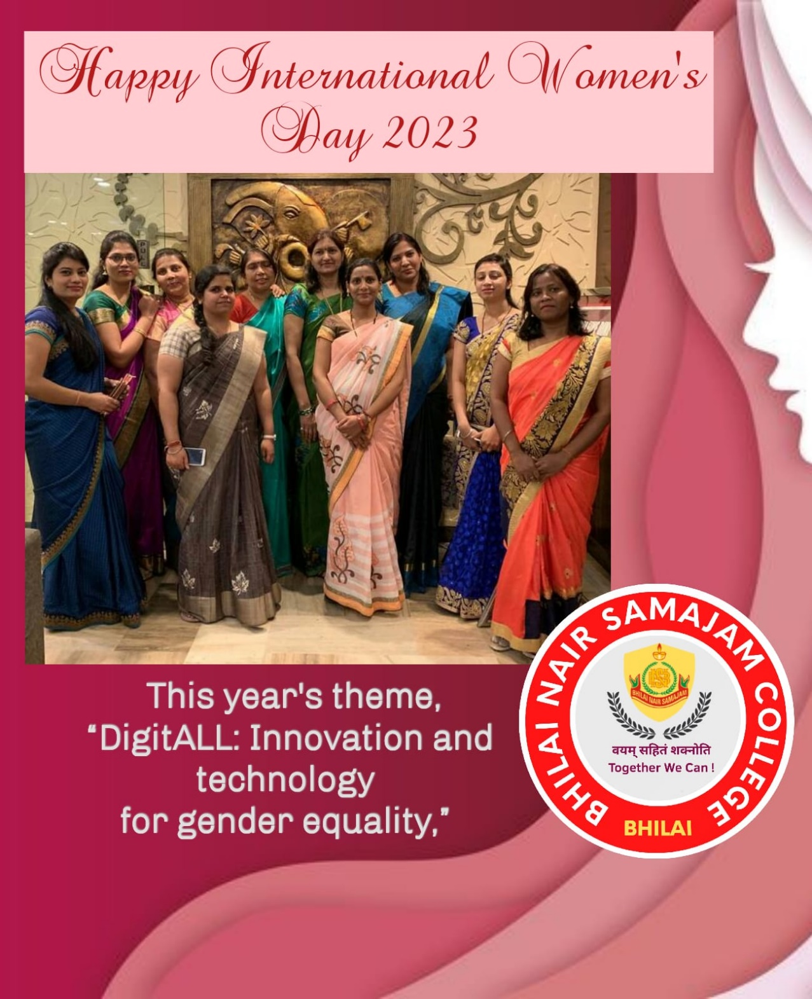 Happy International Women's
Day 2023
This year's theme,
“DigitALL: Innovation and
technology
for gender equality,”
BHILAI NAIR SAMAJAM COLLEGE
BHILAI NAIR SAMAJAM
वयम् सहितं शक्नोति
Together We Can !
BHILAI